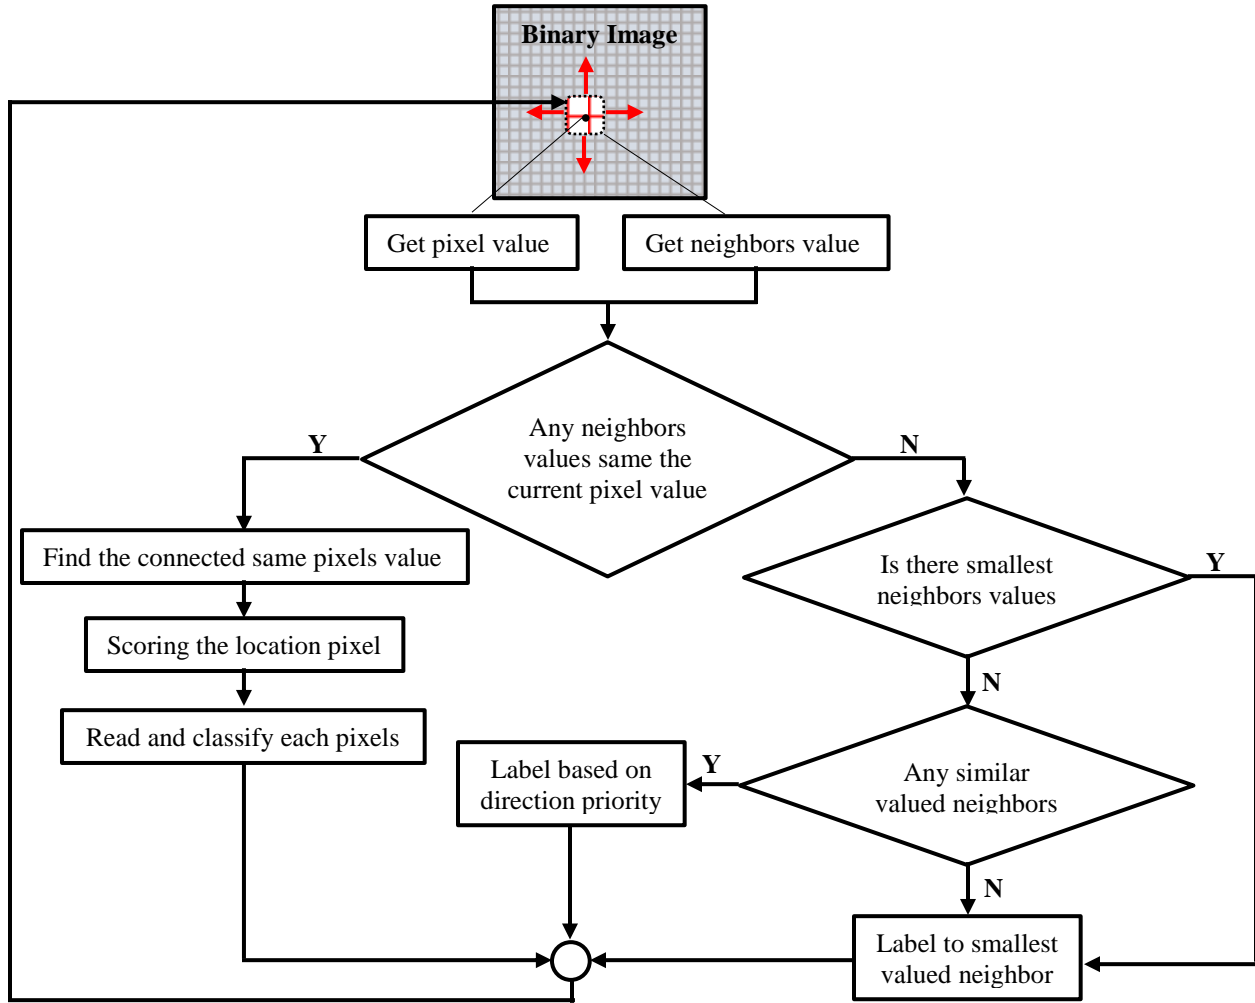 Binary Image
Get pixel value
Get neighbors value
Any neighbors
values same the
current pixel value
Y
N
Find the connected same pixels value
Is there smallest
neighbors values
Y
Scoring the location pixel
N
Read and classify each pixels
Label based on
direction priority
Y
Any similar
valued neighbors
N
Label to smallest
valued neighbor